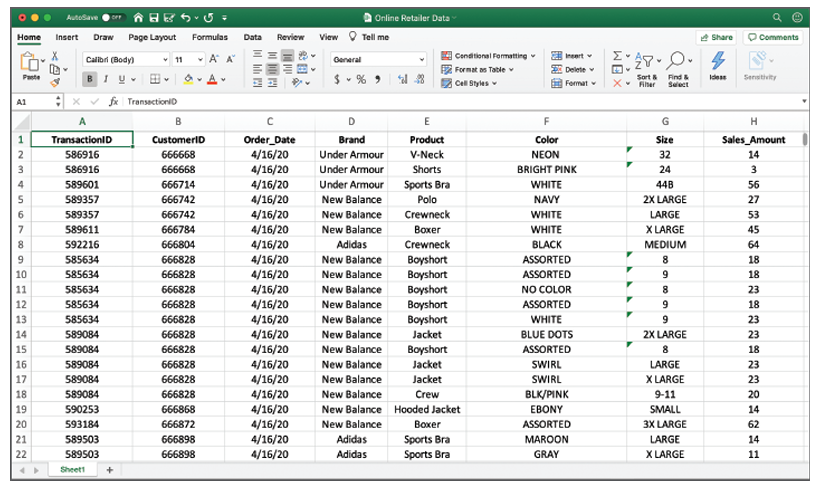 AutoSave OFF Online Retailer Data
Home Insert Draw Page Layout Formulas Data Review View Tell me Share Comments
Paste Calibri (Body) 11 A A General Conditional Formatting Insert Sort & Filter Find & Select Ideas Sensitivity
B I U A $ % Format as Table Delete
Cell Styles Format
A1 fx TransactionID
A B C D E F G H
1 TransactionID CustomerID Order_Date Brand Product Color Size Sales_Amount
2 586916 666668 4/16/20 Under Armour V-Neck NEON 32 14
3 586916 666668 4/16/20 Under Armour Shorts BRIGHT PINK 24 3
4 589601 666714 4/16/20 Under Armour Sports Bra WHITE 44B 56
5 589357 666742 4/16/20 New Balance Polo NAVY 2X LARGE 27
6 589357 666742 4/16/20 New Balance Crewneck WHITE LARGE 53
7 589611 666784 4/16/20 New Balance Boxer WHITE X LARGE 45
8 592216 666804 4/16/20 Adidas Crewneck BLACK MEDIUM 64
9 585634 666828 4/16/20 New Balance Boyshort ASSORTED 8 18
10 585634 666828 4/16/20 New Balance Boyshort ASSORTED 9 18
11 585634 666828 4/16/20 New Balance Boyshort NO COLOR 8 23
12 585634 666828 4/16/20 New Balance Boyshort ASSORTED 9 18
13 585634 666828 4/16/20 New Balance Boyshort WHITE 9 23
14 589084 666828 4/16/20 New Balance Jacket BLUE DOTS 2X LARGE 23
15 589084 666828 4/16/20 New Balance Boyshort ASSORTED 8 18
16 589084 666828 4/16/20 New Balance Jacket SWIRL LARGE 23
17 589084 666828 4/16/20 New Balance Jacket SWIRL X LARGE 23
18 589084 666828 4/16/20 New Balance Crew BLK/PINK 9-11 20
19 590253 666868 4/16/20 New Balance Hooded Jacket EBONY SMALL 14
20 593184 666872 4/16/20 New Balance Boxer ASSORTED 3X LARGE 62
21 589503 666898 4/16/20 Adidas Sports Bra MAROON LARGE 14
22 589503 666898 4/16/20 Adidas Sports Bra GRAY X LARGE 11
Sheet1 +